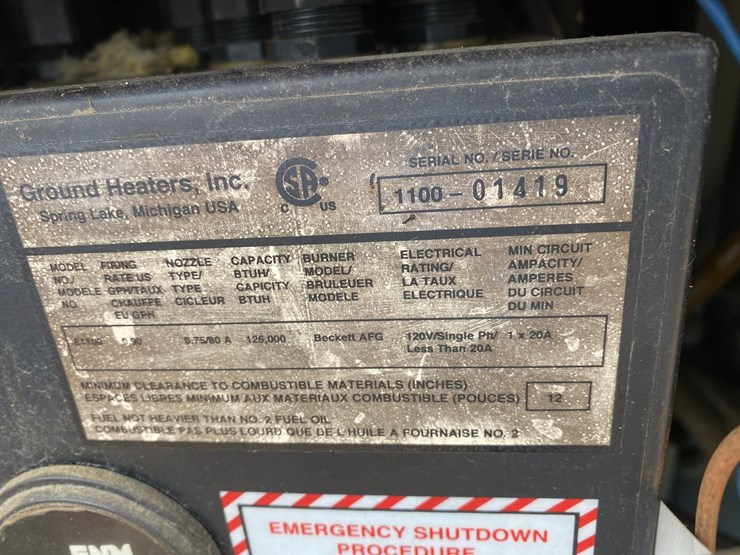 Ground Heaters, Inc.
Spring Lake, Michigan USA
CSA
C US
SERIAL NO. / SERIE NO.
1100 - 01419
MODEL FIRING NOZZLE CAPACITY BURNER ELECTRICAL MIN CIRCUIT
NO./ RATE US TYPE/ BTUH/ MODEL/ RATING/ AMPACITY/
MODELE GPH/TAUX TYPE CAPICITY BRULEUER LA TAUX AMPERES
NO. CHAUFFE CICLEUR BTUH MODELE ELECTRIQUE DU CIRCUIT
EU GPH DU MIN
E1100 0.90 0.75/80 A 126,000 Beckett AFG 120V/Single PH/ 1 x 20A
Less Than 20A
MINIMUM CLEARANCE TO COMBUSTIBLE MATERIALS (INCHES)
ESPACES LIBRES MINIMUM AUX MATERIAUX COMBUSTIBLE (POUCES) 12
FUEL NOT HEAVIER THAN NO. 2 FUEL OIL
COMBUSTIBLE PAS PLUS LOURD QUE DE L'HUILE A FOURNAISE NO. 2
EMERGENCY SHUTDOWN
PROCEDURE